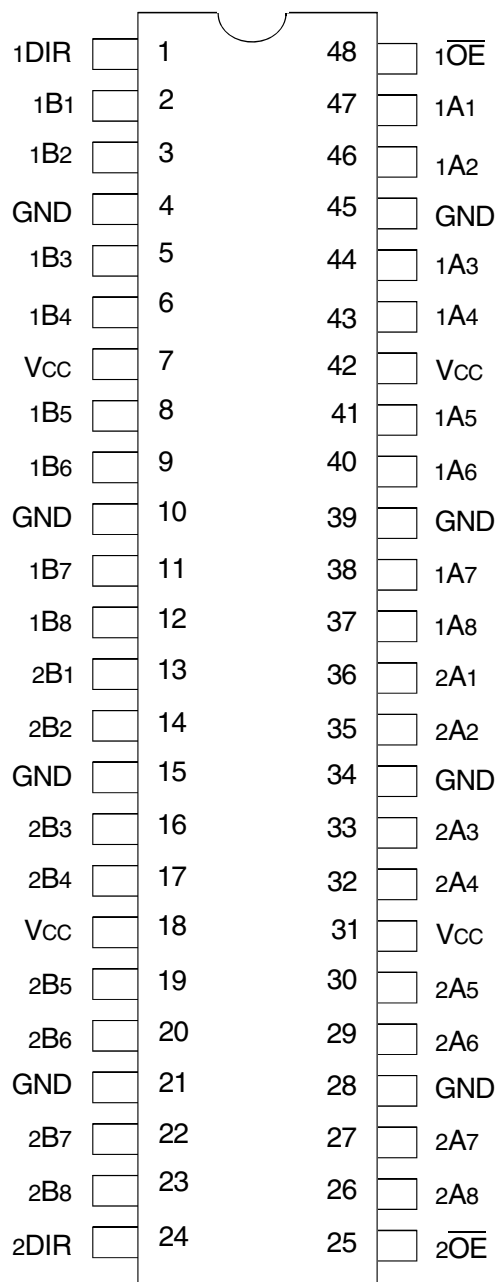 1DIR 1 48 1OE
1B1 2 47 1A1
1B2 3 46 1A2
GND 4 45 GND
1B3 5 44 1A3
1B4 6 43 1A4
VCC 7 42 VCC
1B5 8 41 1A5
1B6 9 40 1A6
GND 10 39 GND
1B7 11 38 1A7
1B8 12 37 1A8
2B1 13 36 2A1
2B2 14 35 2A2
GND 15 34 GND
2B3 16 33 2A3
2B4 17 32 2A4
VCC 18 31 VCC
2B5 19 30 2A5
2B6 20 29 2A6
GND 21 28 GND
2B7 22 27 2A7
2B8 23 26 2A8
2DIR 24 25 2OE